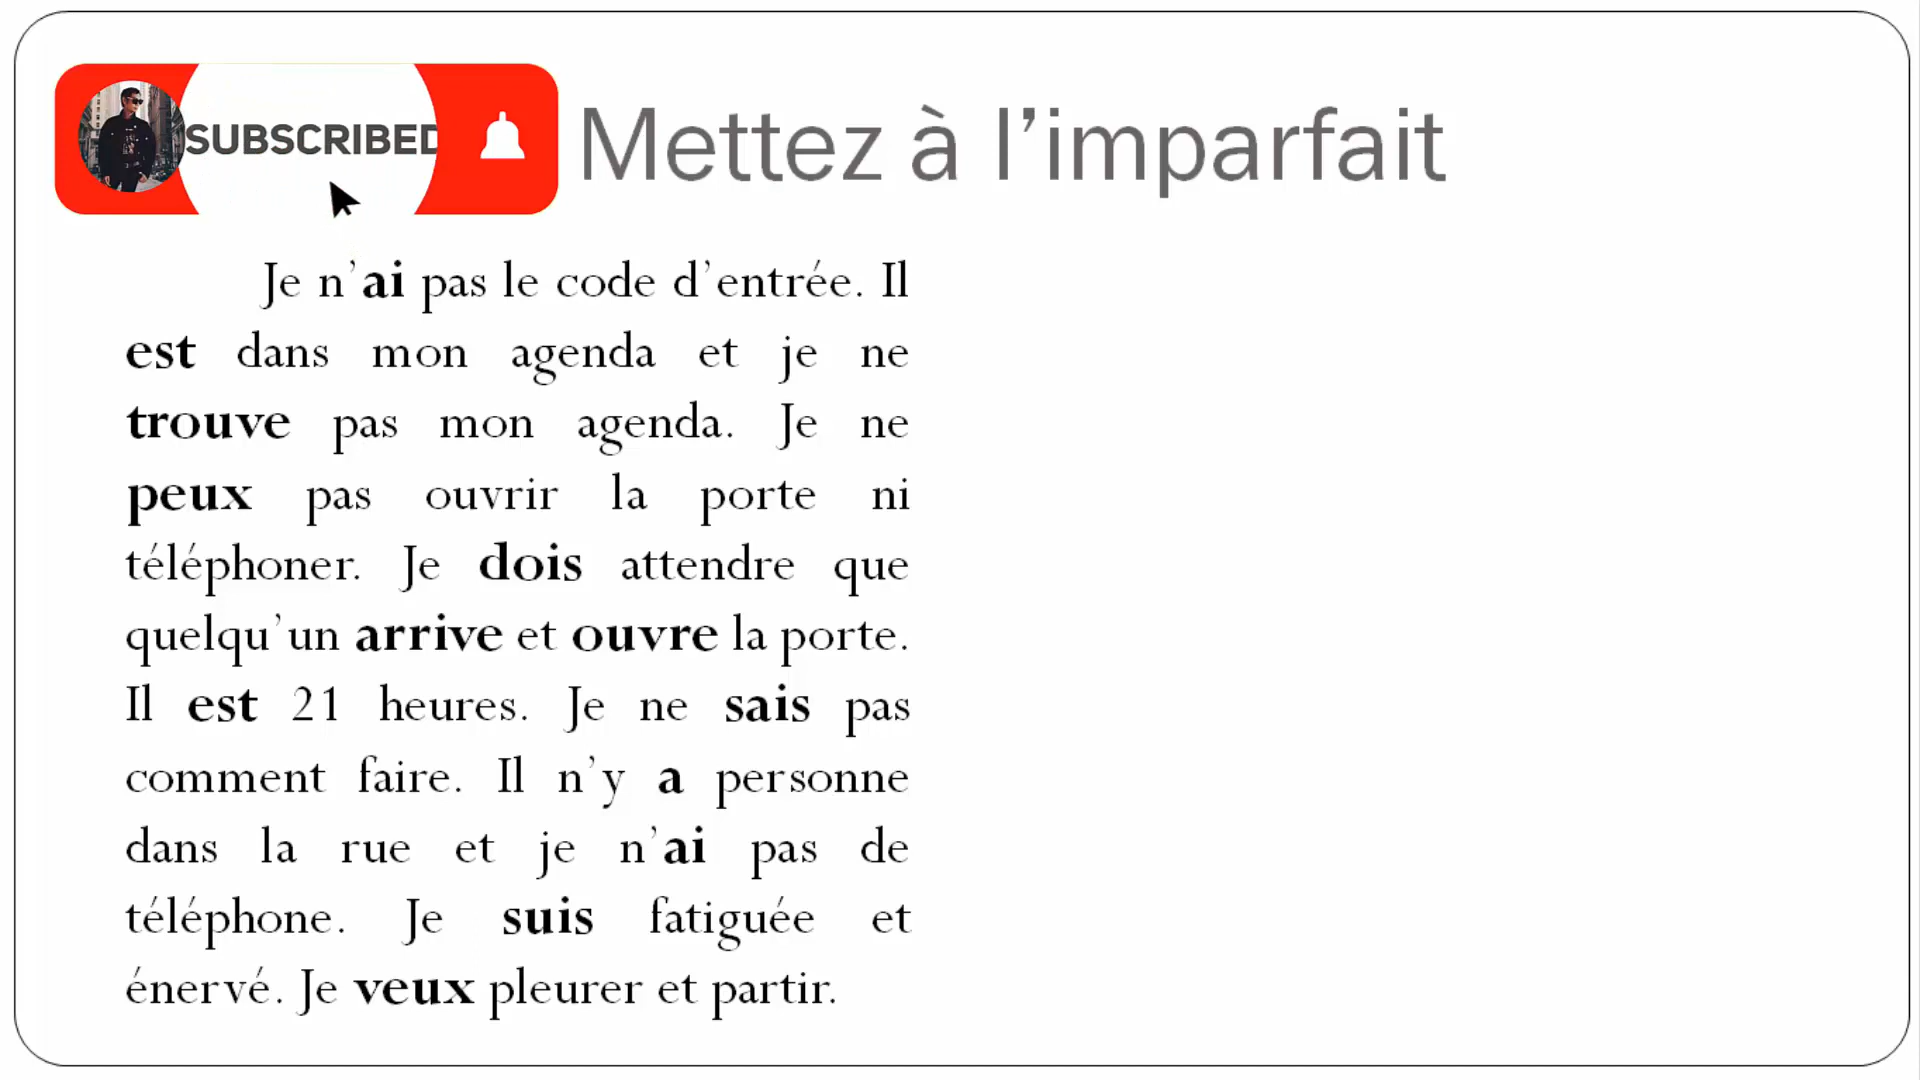 SUBSCRIBED
Mettez à l’imparfait
Je n’ai pas le code d’entrée. Il
est dans mon agenda et je ne
trouve pas mon agenda. Je ne
peux pas ouvrir la porte ni
téléphoner. Je dois attendre que
quelqu’un arrive et ouvre la porte.
Il est 21 heures. Je ne sais pas
comment faire. Il n’y a personne
dans la rue et je n’ai pas de
téléphone. Je suis fatiguée et
énervé. Je veux pleurer et partir.